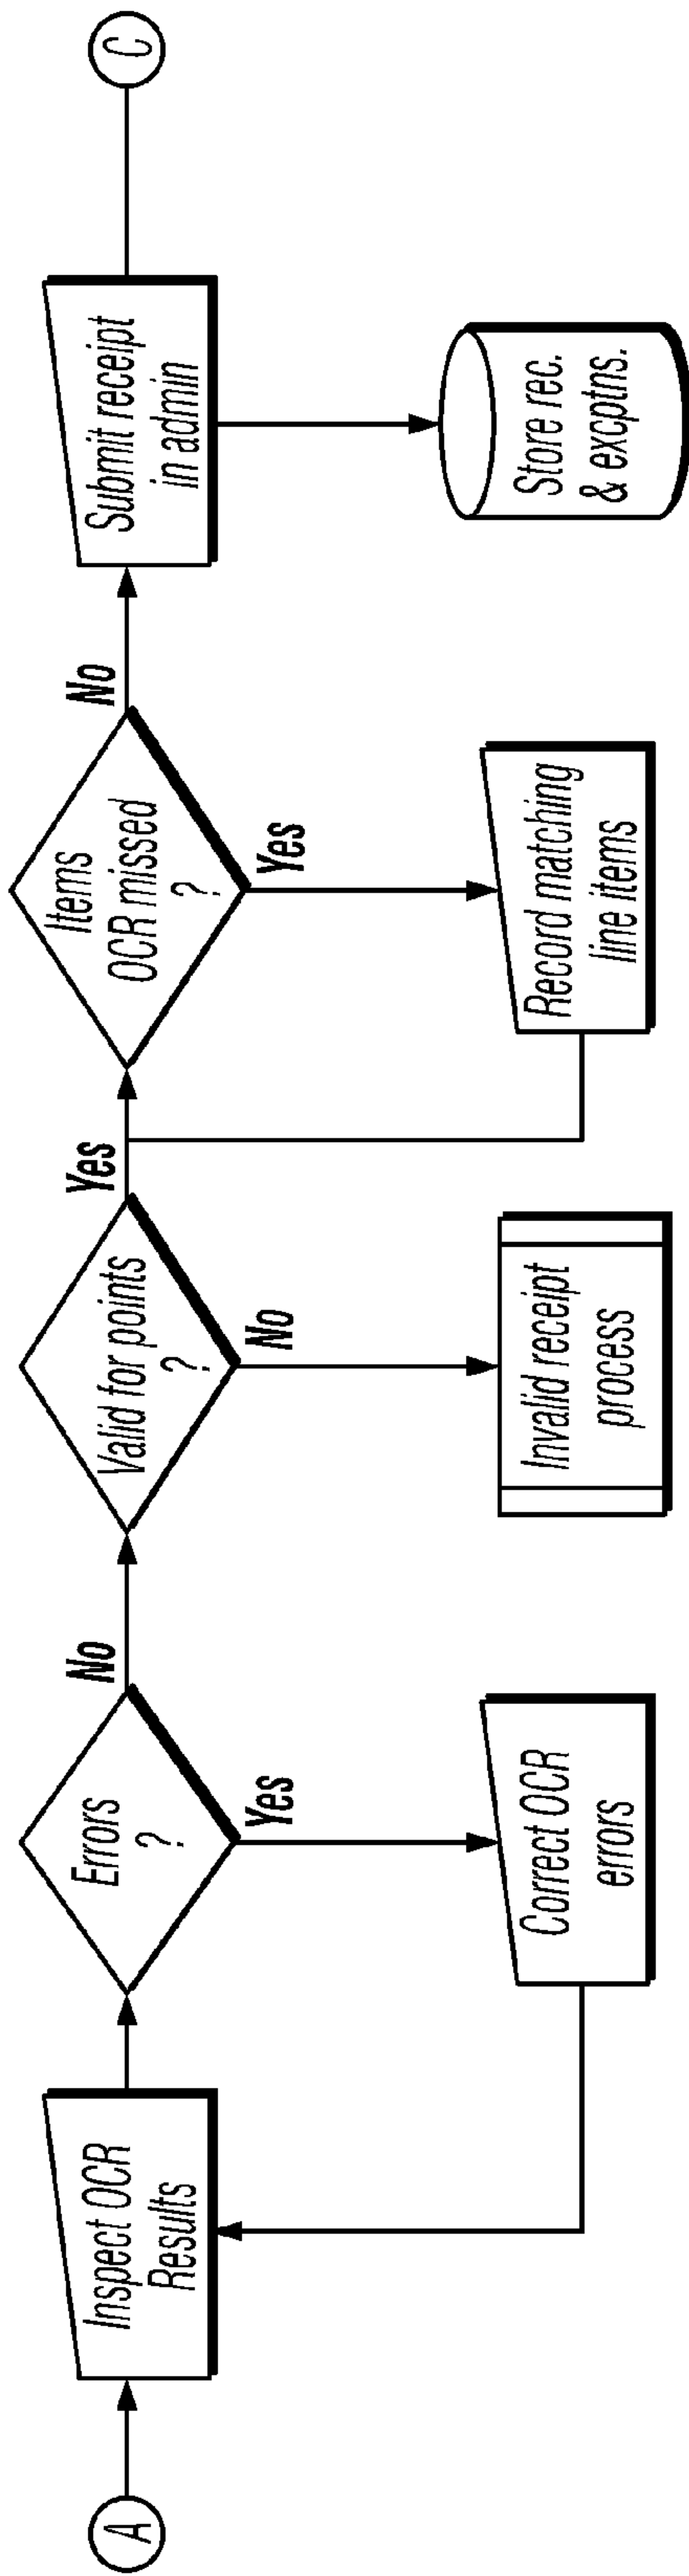 A
Inspect OCR
Results
Errors
?
No
Yes
Correct OCR
errors
Valid for points
?
Yes
No
Invalid receipt
process
Items
OCR missed
?
No
Yes
Record matching
line items
Submit receipt
in admin
Store rec.
& excptns.
C